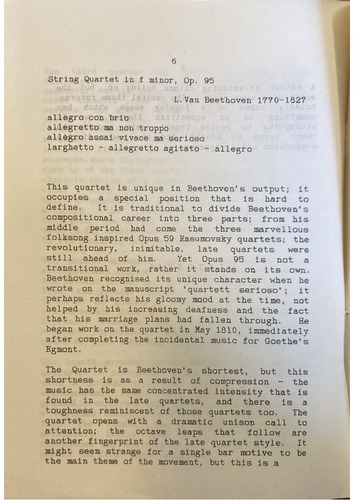 6
String Quartet in f minor, Op. 95
L.Van Beethoven 1770-1827
allegro con brio
allegretto ma non troppo
allegro assai vivace ma serioso
larghetto - allegretto agitato - allegro
This quartet is unique in Beethoven's output; it
occupies a special position that is hard to
define. It is traditional to divide Beethoven's
compositional career into three parts; from his
middle period had come the three marvellous
folksong inspired Opus 59 Rasumovsky quartets; the
revolutionary, inimitable, late quartets were
still ahead of him. Yet Opus 95 is not a
transitional work, rather it stands on its own.
Beethoven recognised its unique character when he
wrote on the manuscript 'quartett serioso'; it
perhaps reflects his gloomy mood at the time, not
helped by his increasing deafness and the fact
that his marriage plans had fallen through. He
began work on the quartet in May 1810, immediately
after completing the incidental music for Goethe's
Egmont.
The Quartet is Beethoven's shortest, but this
shortness is as a result of compression - the
music has the same concentrated intensity that is
found in the late quartets, and there is a
toughness reminiscent of those quartets too. The
quartet opens with a dramatic unison call to
attention; the octave leaps that follow are
another fingerprint of the late quartet style. It
might seem strange for a single bar motive to be
the main theme of the movement, but this is a